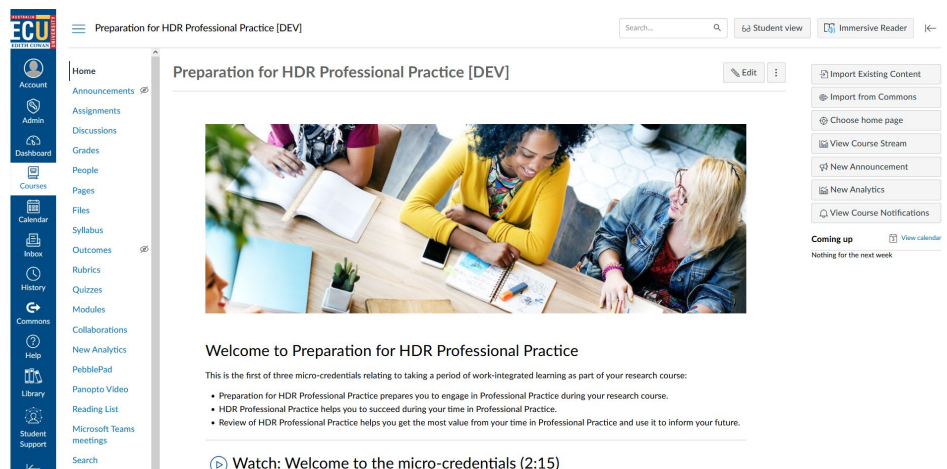 AUSTRALIA
ECU
EDITH COWAN
UNIVERSITY
Account
Admin
Dashboard
Courses
Calendar
Inbox
History
Commons
Help
Library
Student
Support
Preparation for HDR Professional Practice [DEV]
Search...
Student view
Immersive Reader
Home
Announcements
Assignments
Discussions
Grades
People
Pages
Files
Syllabus
Outcomes
Rubrics
Quizzes
Modules
Collaborations
New Analytics
PebblePad
Panopto Video
Reading List
Microsoft Teams
meetings
Search
Preparation for HDR Professional Practice [DEV]
Edit
Welcome to Preparation for HDR Professional Practice
This is the first of three micro-credentials relating to taking a period of work-integrated learning as part of your research course:
• Preparation for HDR Professional Practice prepares you to engage in Professional Practice during your research course.
• HDR Professional Practice helps you to succeed during your time in Professional Practice.
• Review of HDR Professional Practice helps you get the most value from your time in Professional Practice and use it to inform your future.
Watch: Welcome to the micro-credentials (2:15)
Import Existing Content
Import from Commons
Choose home page
View Course Stream
New Announcement
New Analytics
View Course Notifications
Coming up
View calendar
Nothing for the next week